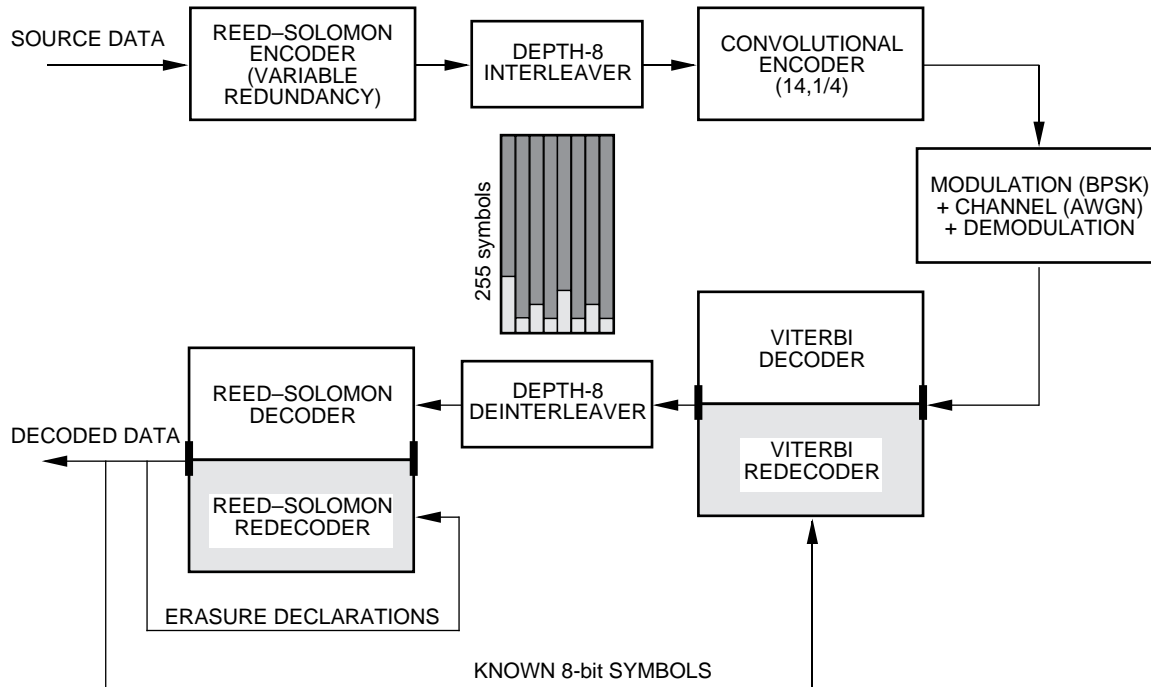 SOURCE DATA
REED–SOLOMON
ENCODER
(VARIABLE
REDUNDANCY)
DEPTH-8
INTERLEAVER
CONVOLUTIONAL
ENCODER
(14,1/4)
255 symbols
MODULATION (BPSK)
+ CHANNEL (AWGN)
+ DEMODULATION
VITERBI
DECODER
REED–SOLOMON
DECODER
DEPTH-8
DEINTERLEAVER
DECODED DATA
VITERBI
REDECODER
REED–SOLOMON
REDECODER
ERASURE DECLARATIONS
KNOWN 8-bit SYMBOLS